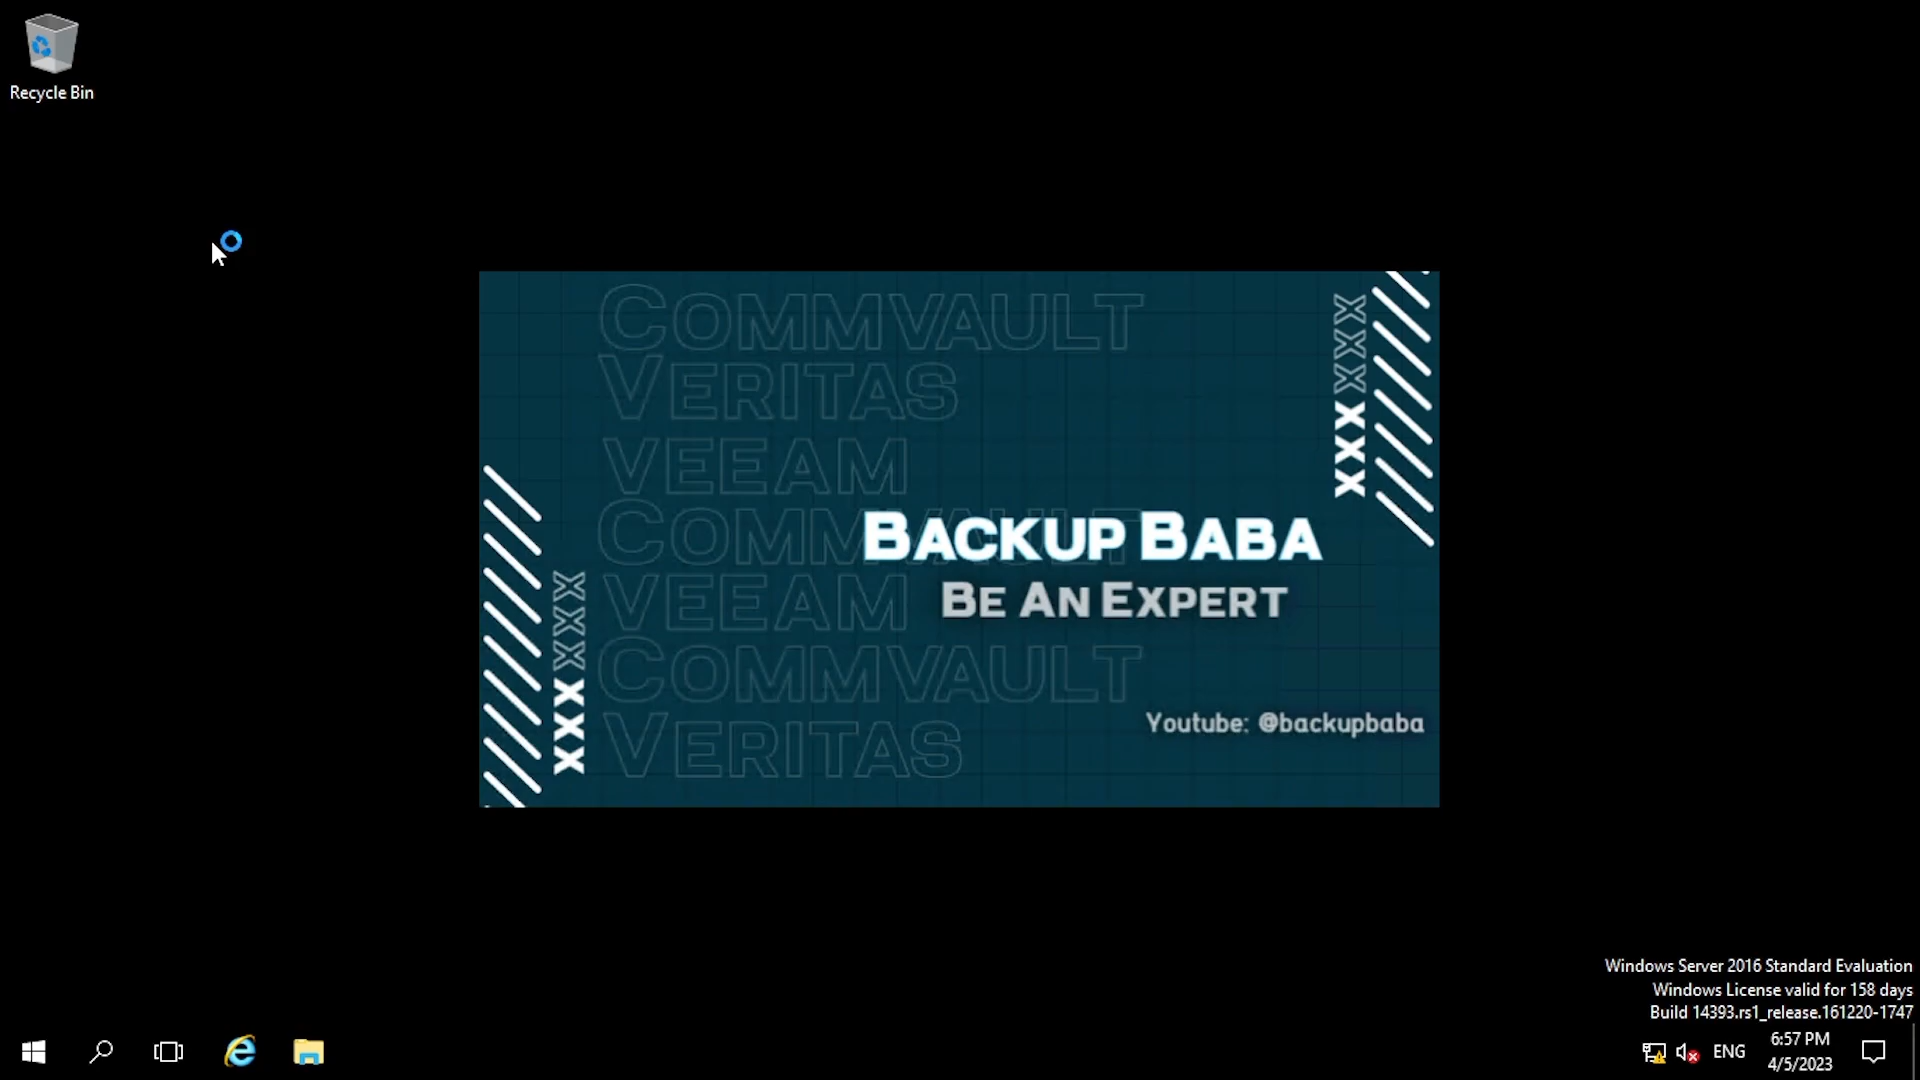 Recycle Bin
COMMVAULT
VERITAS
VEEAM
COMMVAULT
BACKUP BABA
VEEAM
BE AN EXPERT
COMMVAULT
VERITAS
Youtube: @backupbaba
XXXXXX
XXXXXX
Windows Server 2016 Standard Evaluation
Windows License valid for 158 days
Build 14393.rs1_release.161220-1747
ENG
6:57 PM
4/5/2023